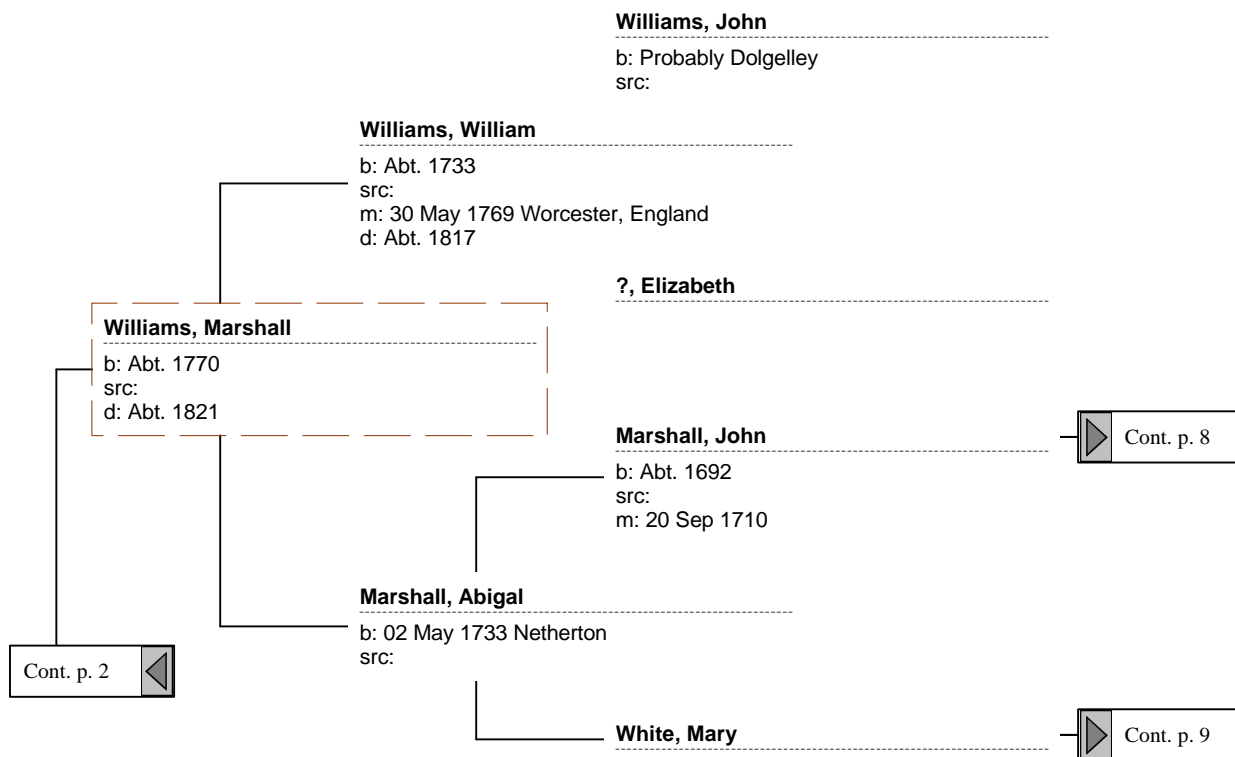 Williams, John
b: Probably Dolgelley
src:
Williams, William
b: Abt. 1733
src:
m: 30 May 1769 Worcester, England
d: Abt. 1817
?, Elizabeth
Williams, Marshall
b: Abt. 1770
src:
d: Abt. 1821
Marshall, John
b: Abt. 1692
src:
m: 20 Sep 1710
Cont. p. 8
Marshall, Abigal
b: 02 May 1733 Netherton
src:
Cont. p. 2
White, Mary
Cont. p. 9